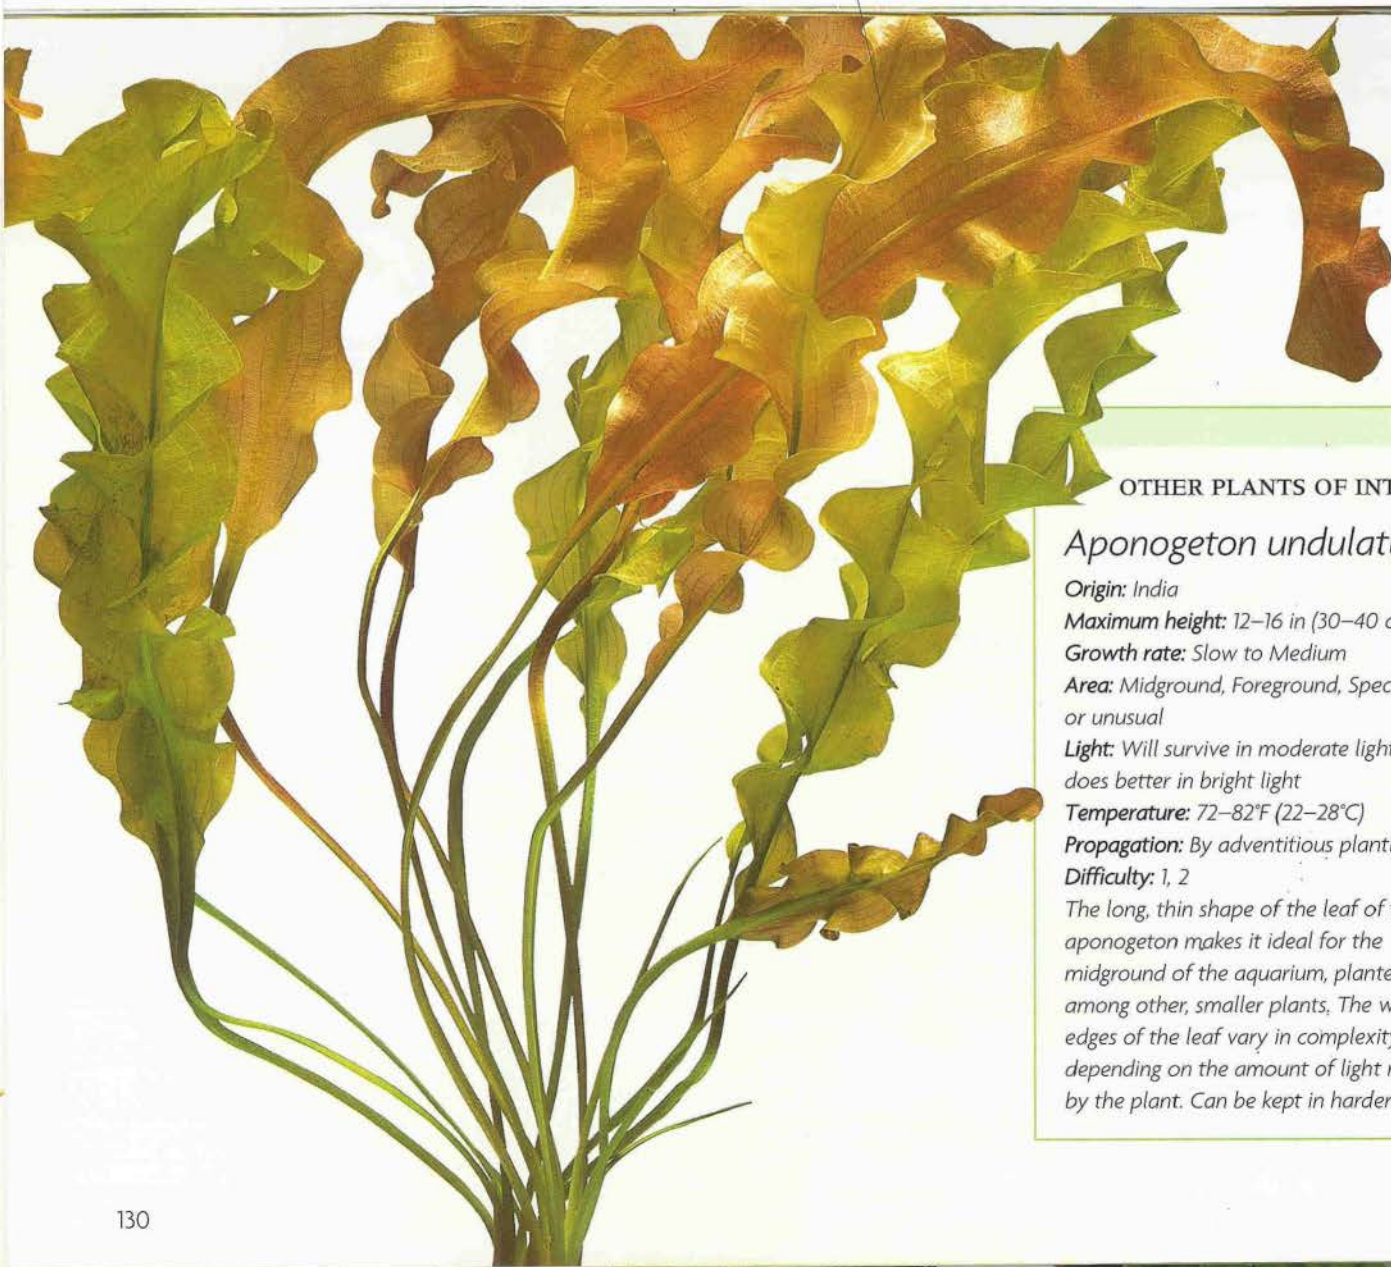 OTHER PLANTS OF INT
Aponogeton undulat
Origin: India
Maximum height: 12–16 in (30–40 c
Growth rate: Slow to Medium
Area: Midground, Foreground, Spec
or unusual
Light: Will survive in moderate light
does better in bright light
Temperature: 72–82°F (22–28°C)
Propagation: By adventitious plant
Difficulty: 1, 2
The long, thin shape of the leaf of
aponogeton makes it ideal for the
midground of the aquarium, plante
among other, smaller plants. The w
edges of the leaf vary in complexity
depending on the amount of light
by the plant. Can be kept in harder
130